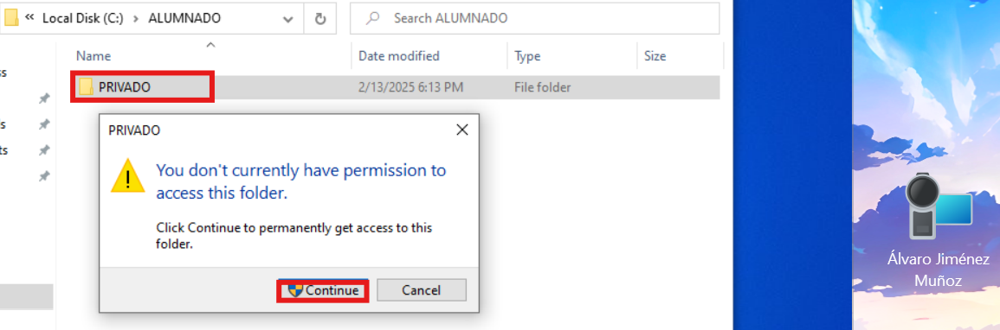 « Local Disk (C:) > ALUMNADO
Search ALUMNADO
Name Date modified Type Size
PRIVADO 2/13/2025 6:13 PM File folder
PRIVADO
You don't currently have permission to
access this folder.
Click Continue to permanently get access to this
folder.
Continue Cancel
Álvaro Jiménez
Muñoz